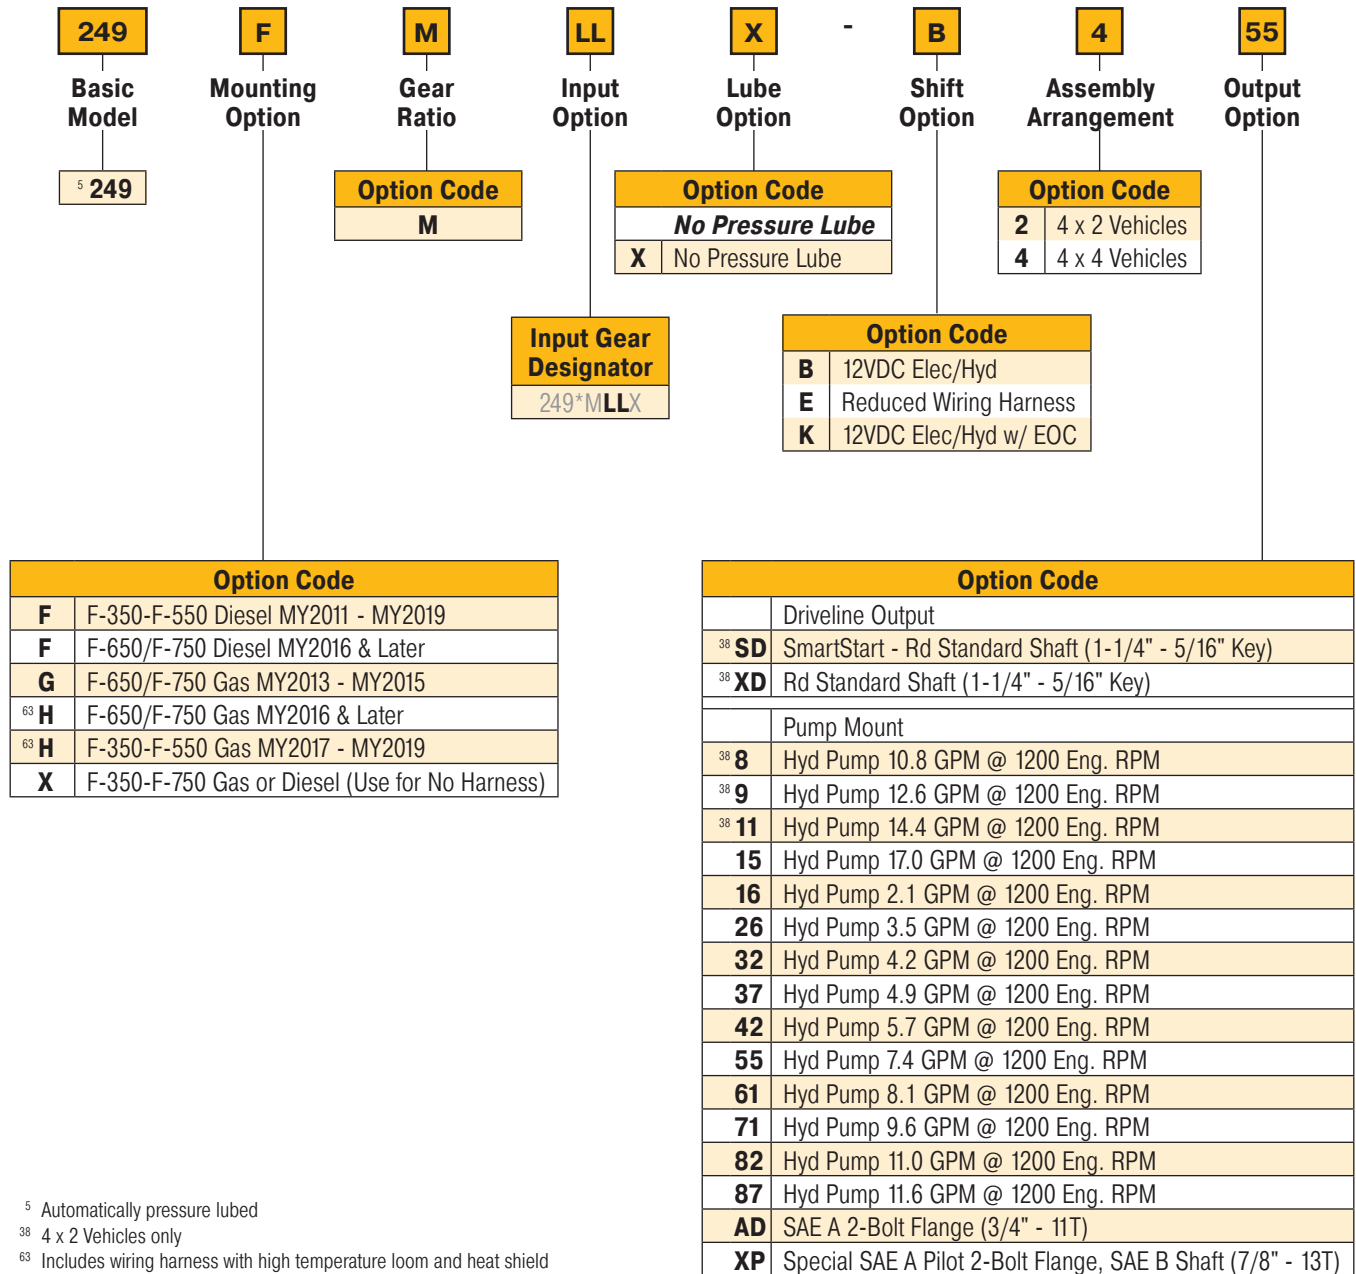 249 F M LL X - B 4 55
Basic Model
Mounting Option
Gear Ratio
Input Option
Lube Option
Shift Option
Assembly Arrangement
Output Option
5 249
Option Code
M
Option Code
No Pressure Lube
X No Pressure Lube
Option Code
2 4 x 2 Vehicles
4 4 x 4 Vehicles
Input Gear
Designator
249*MLLX
Option Code
B 12VDC Elec/Hyd
E Reduced Wiring Harness
K 12VDC Elec/Hyd w/ EOC
Option Code
F F-350-F-550 Diesel MY2011 - MY2019
F F-650/F-750 Diesel MY2016 & Later
G F-650/F-750 Gas MY2013 - MY2015
63 H F-650/F-750 Gas MY2016 & Later
63 H F-350-F-550 Gas MY2017 - MY2019
X F-350-F-750 Gas or Diesel (Use for No Harness)
Option Code
Driveline Output
38 SD SmartStart - Rd Standard Shaft (1-1/4" - 5/16" Key)
38 XD Rd Standard Shaft (1-1/4" - 5/16" Key)
Pump Mount
38 8 Hyd Pump 10.8 GPM @ 1200 Eng. RPM
38 9 Hyd Pump 12.6 GPM @ 1200 Eng. RPM
38 11 Hyd Pump 14.4 GPM @ 1200 Eng. RPM
15 Hyd Pump 17.0 GPM @ 1200 Eng. RPM
16 Hyd Pump 2.1 GPM @ 1200 Eng. RPM
26 Hyd Pump 3.5 GPM @ 1200 Eng. RPM
32 Hyd Pump 4.2 GPM @ 1200 Eng. RPM
37 Hyd Pump 4.9 GPM @ 1200 Eng. RPM
42 Hyd Pump 5.7 GPM @ 1200 Eng. RPM
55 Hyd Pump 7.4 GPM @ 1200 Eng. RPM
61 Hyd Pump 8.1 GPM @ 1200 Eng. RPM
71 Hyd Pump 9.6 GPM @ 1200 Eng. RPM
82 Hyd Pump 11.0 GPM @ 1200 Eng. RPM
87 Hyd Pump 11.6 GPM @ 1200 Eng. RPM
AD SAE A 2-Bolt Flange (3/4" - 11T)
XP Special SAE A Pilot 2-Bolt Flange, SAE B Shaft (7/8" - 13T)
5 Automatically pressure lubed
38 4 x 2 Vehicles only
63 Includes wiring harness with high temperature loom and heat shield